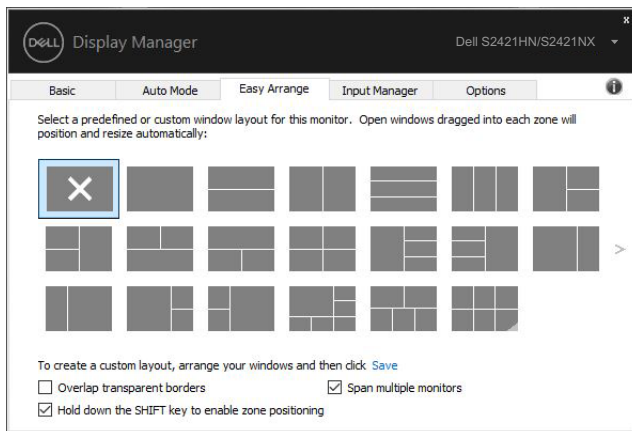 x
DELL Display Manager Dell S2421HN/S2421NX
Basic Auto Mode Easy Arrange Input Manager Options i
Select a predefined or custom window layout for this monitor. Open windows dragged into each zone will
position and resize automatically:
To create a custom layout, arrange your windows and then click Save
Overlap transparent borders Span multiple monitors
Hold down the SHIFT key to enable zone positioning